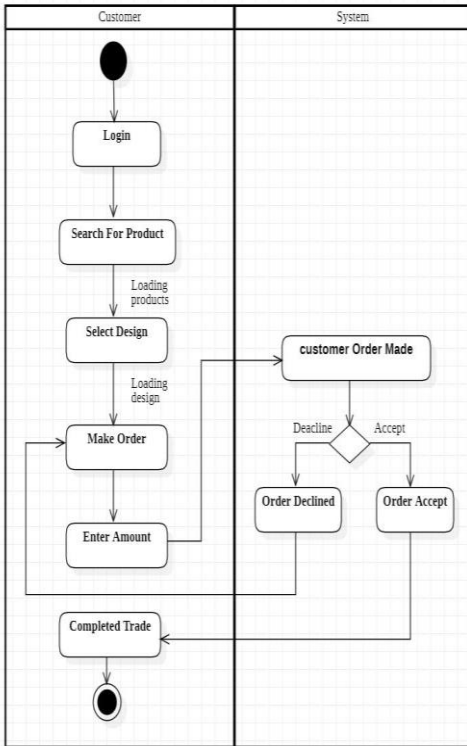 Customer
System
Login
Search For Product
Loading
products
Select Design
customer Order Made
Loading
design
Deacline
Accept
Make Order
Order Declined
Order Accept
Enter Amount
Completed Trade